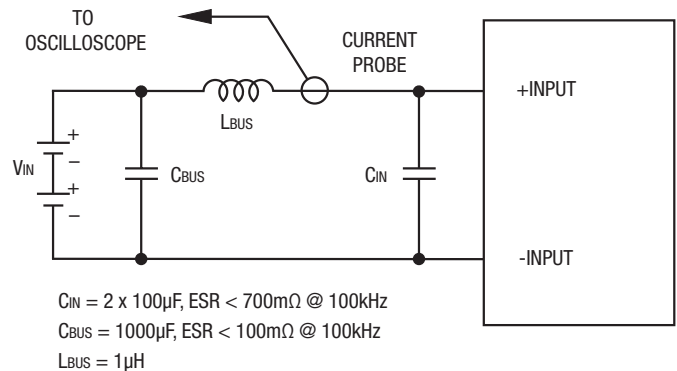 TO
OSCILLOSCOPE
CURRENT
PROBE
+INPUT
LBUS
VIN
+
−
+
−
CBUS
CIN
-INPUT
CIN = 2 x 100µF, ESR < 700mΩ @ 100kHz
CBUS = 1000µF, ESR < 100mΩ @ 100kHz
LBUS = 1µH